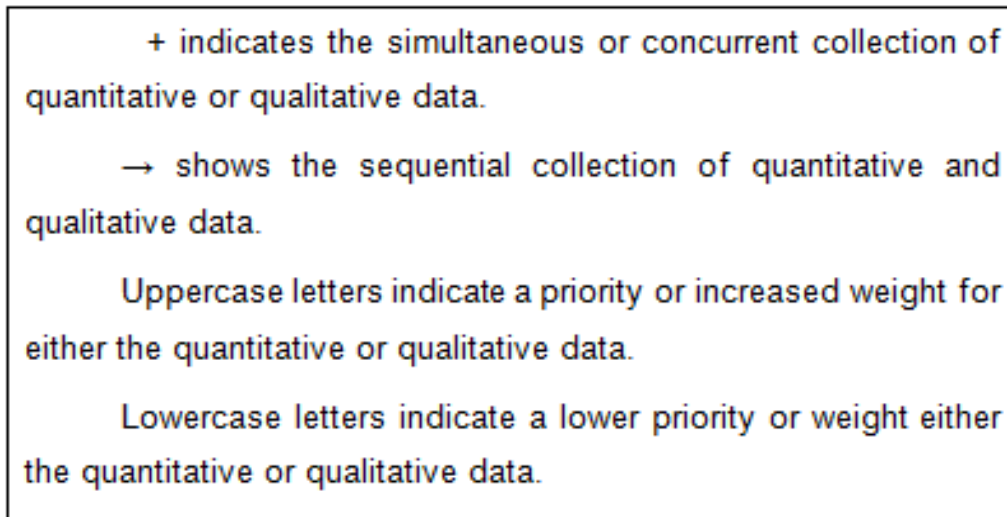 + indicates the simultaneous or concurrent collection of
quantitative or qualitative data.
→ shows the sequential collection of quantitative and
qualitative data.
Uppercase letters indicate a priority or increased weight for
either the quantitative or qualitative data.
Lowercase letters indicate a lower priority or weight either
the quantitative or qualitative data.